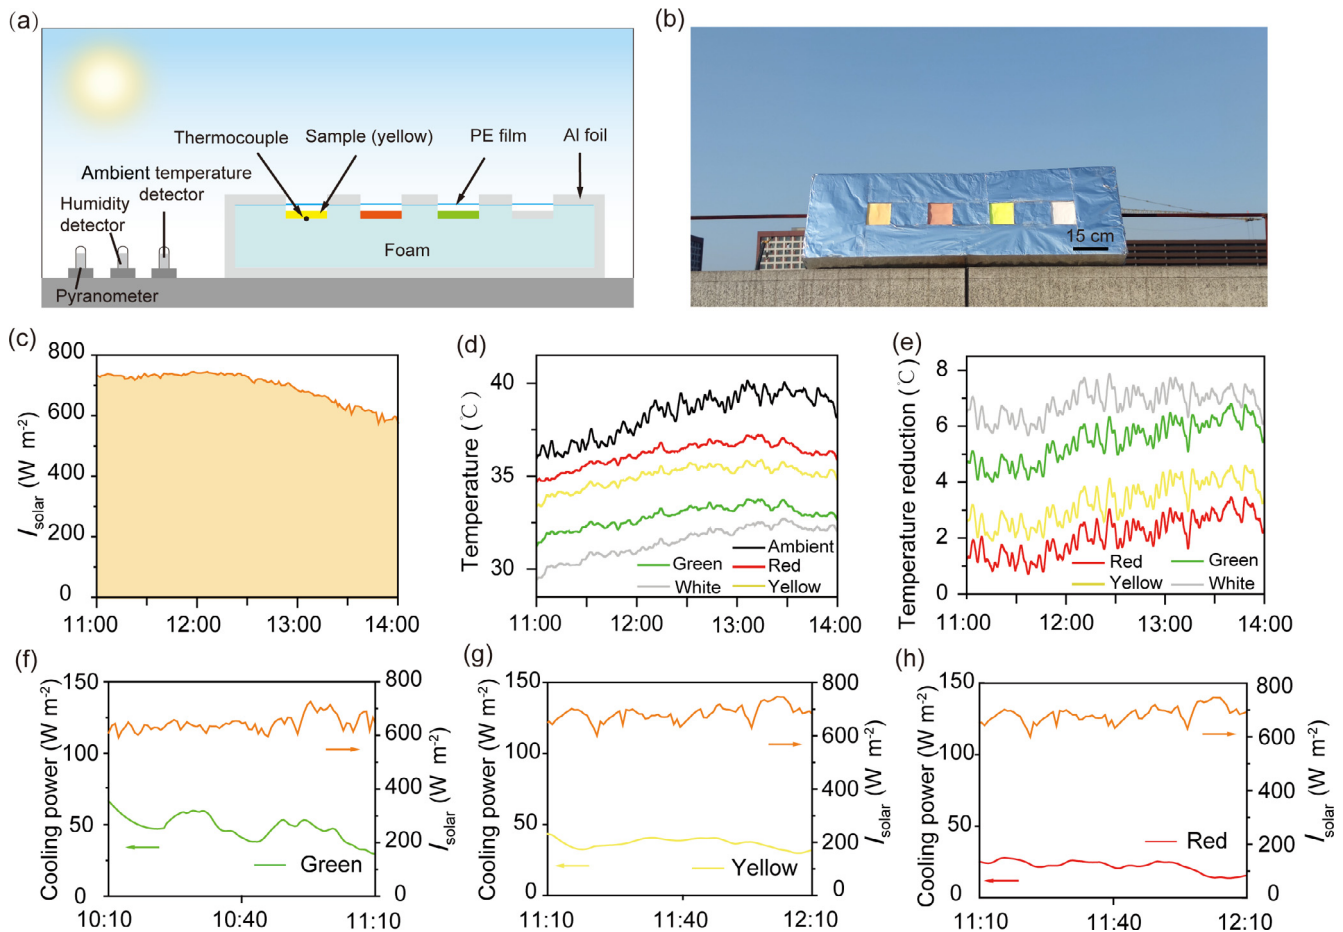 (a)
Thermocouple
Sample (yellow)
PE film
Al foil
Ambient temperature
detector
Humidity
detector
Foam
Pyranometer
(b)
15 cm
(c)
I solar (W m-2)
800
600
400
200
0
11:00 12:00 13:00 14:00
(d)
Temperature (℃)
40
35
30
Ambient
Green Red
White Yellow
11:00 12:00 13:00 14:00
(e)
Temperature reduction (℃)
8
6
4
2
0
Red Green
Yellow White
11:00 12:00 13:00 14:00
(f)
Cooling power (W m-2)
150
100
50
0
800
600
400
200
0
I solar (W m-2)
Green
10:10 10:40 11:10
(g)
Cooling power (W m-2)
150
100
50
0
800
600
400
200
0
I solar (W m-2)
Yellow
11:10 11:40 12:10
(h)
Cooling power (W m-2)
150
100
50
0
800
600
400
200
0
I solar (W m-2)
Red
11:10 11:40 12:10